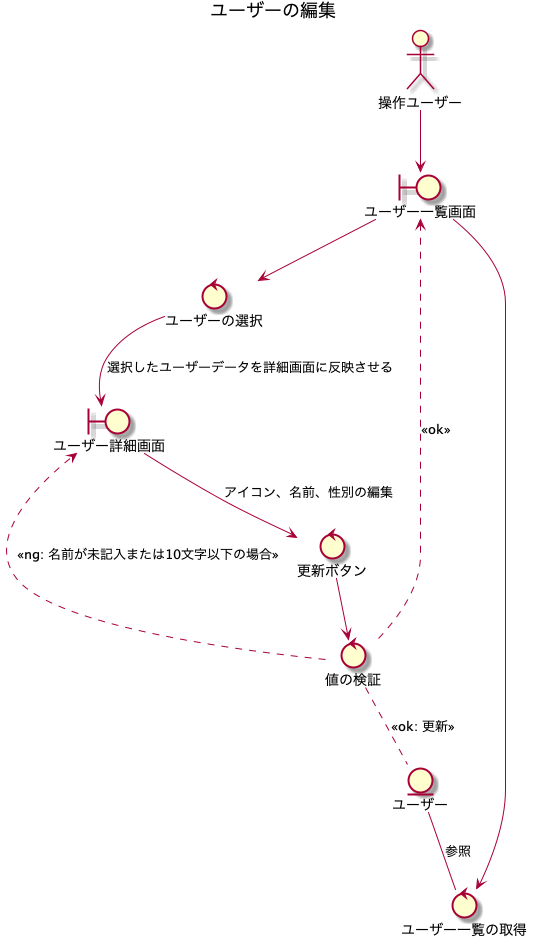 ユーザーの編集
操作ユーザー
ユーザー一覧画面
ユーザーの選択
選択したユーザーデータを詳細画面に反映させる
ユーザー詳細画面
«ok»
アイコン、名前、性別の編集
«ng: 名前が未記入または10文字以下の場合»
更新ボタン
値の検証
«ok: 更新»
ユーザー
参照
ユーザー一覧の取得